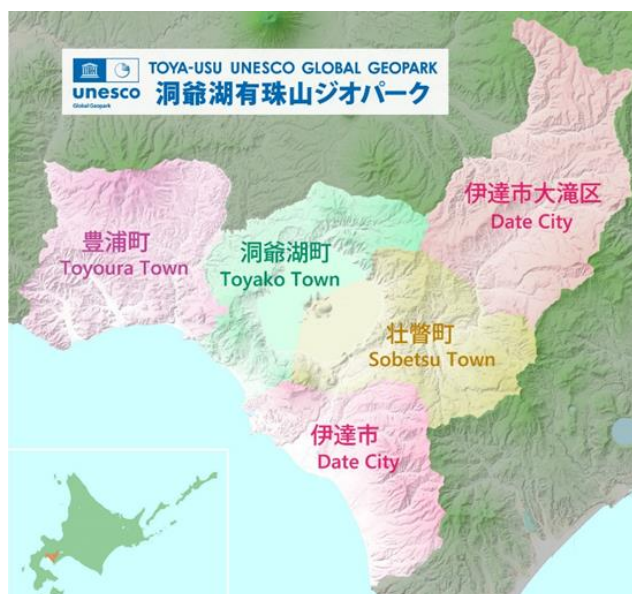 unesco
Global Geopark
TOYA-USU UNESCO GLOBAL GEOPARK
洞爺湖有珠山ジオパーク
伊達市大滝区
Date City
豊浦町
Toyoura Town
洞爺湖町
Toyako Town
壮瞥町
Sobetsu Town
伊達市
Date City